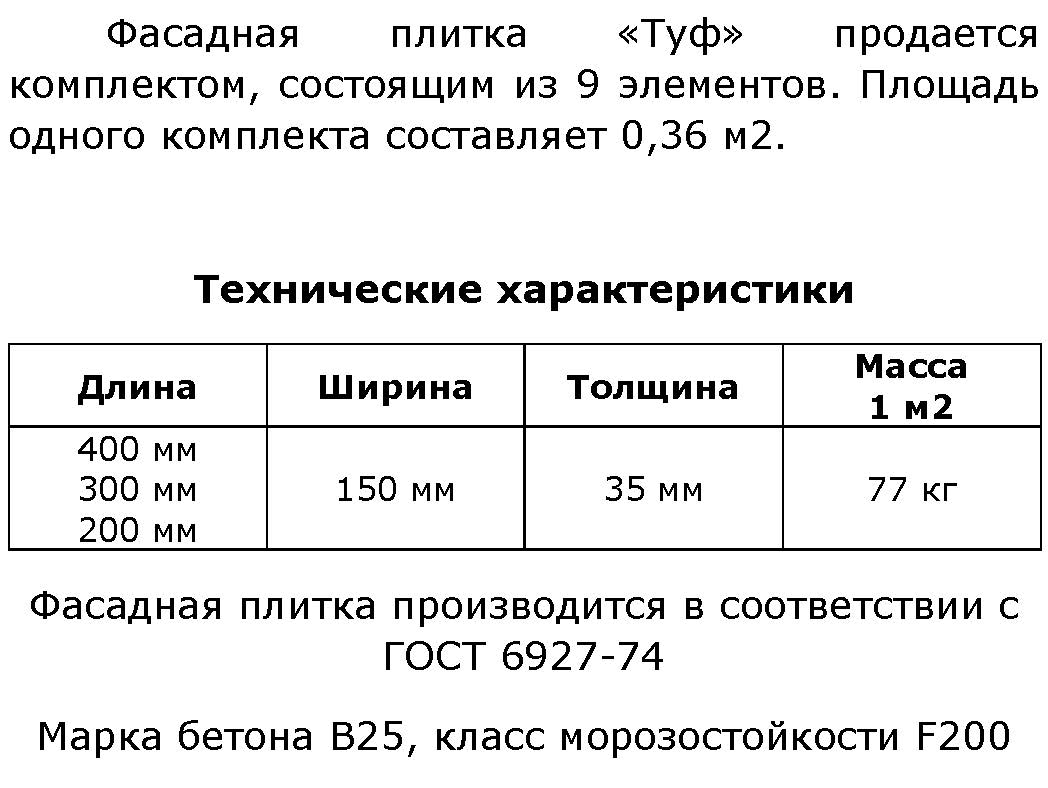 Фасадная плитка «Туф» продается
комплектом, состоящим из 9 элементов. Площадь
одного комплекта составляет 0,36 м2.
Технические характеристики
Длина Ширина Толщина Масса
1 м2
400 мм
300 мм 150 мм 35 мм 77 кг
200 мм
Фасадная плитка производится в соответствии с
ГОСТ 6927-74
Марка бетона В25, класс морозостойкости F200